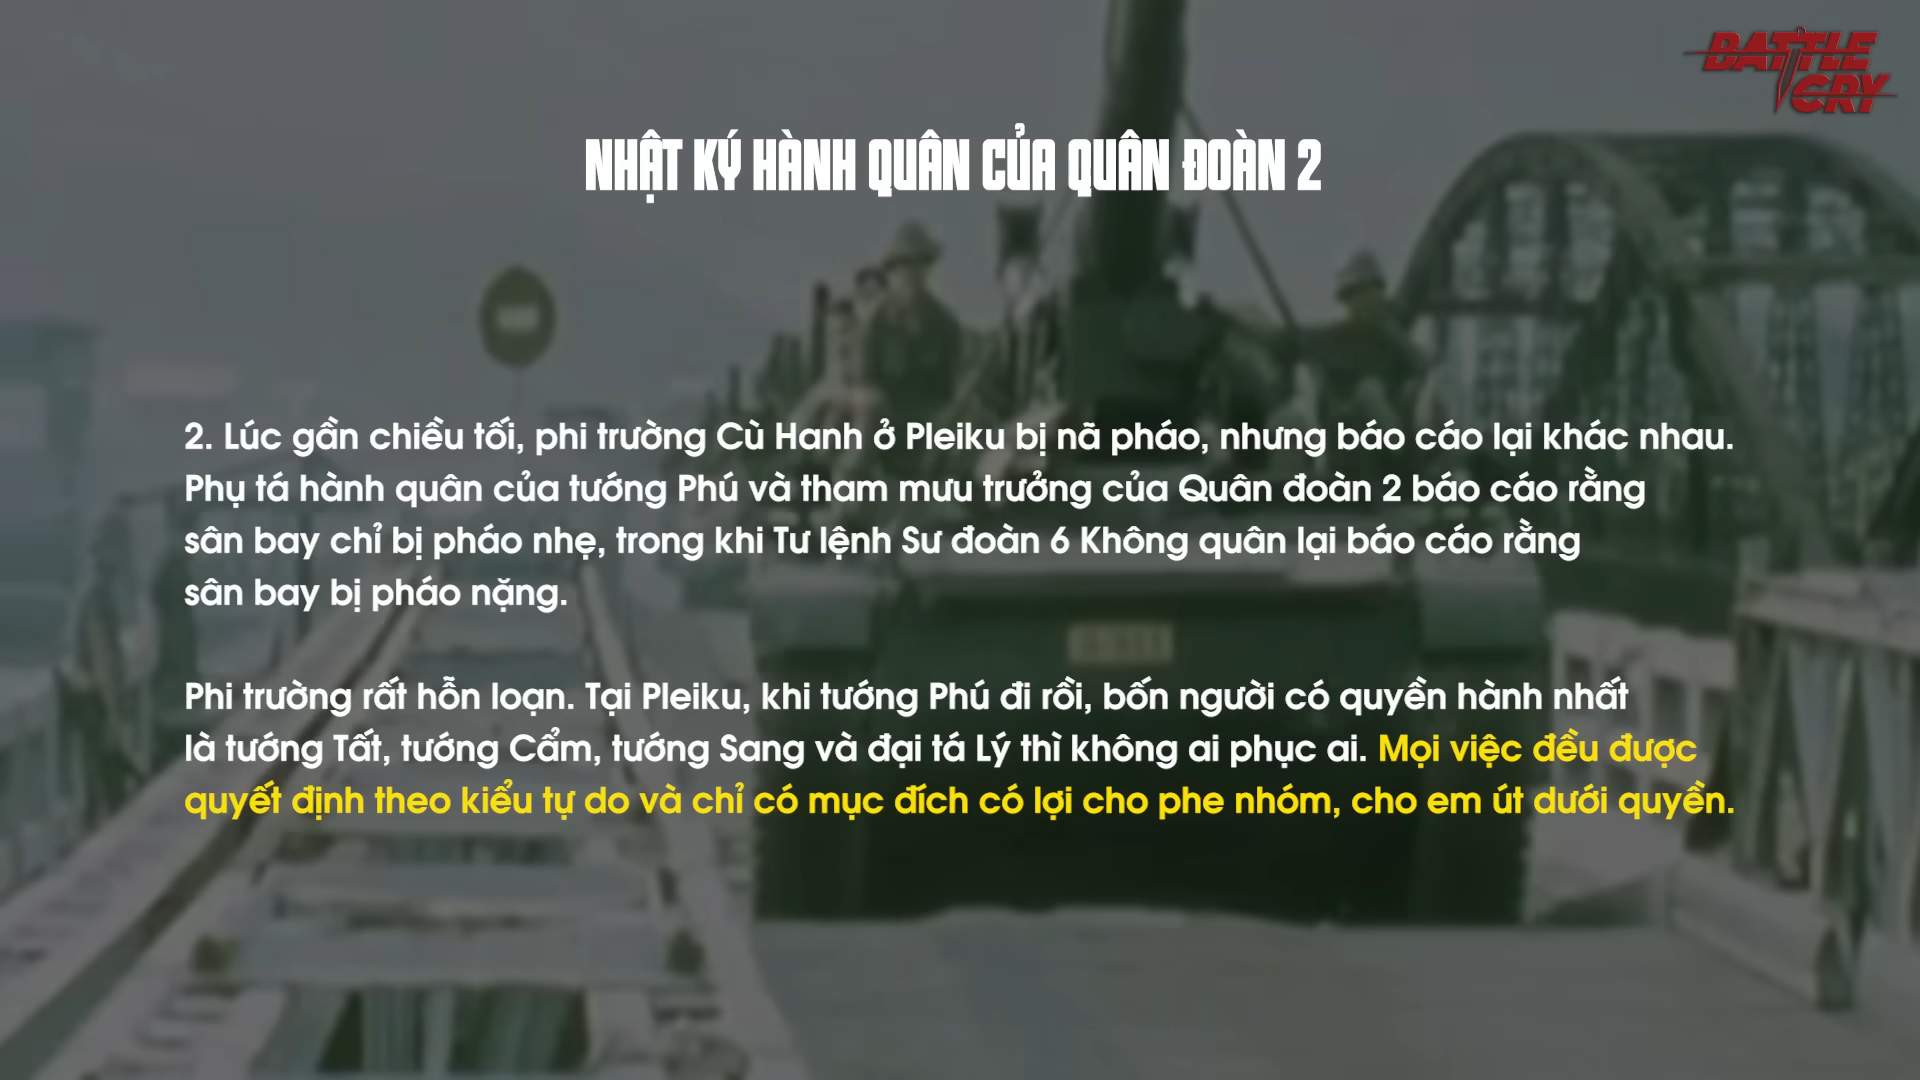 BATTLE
CRY
NHẬT KÝ HÀNH QUÂN CỦA QUÂN ĐOÀN 2
2. Lúc gần chiều tối, phi trường Cù Hanh ở Pleiku bị nã pháo, nhưng báo cáo lại khác nhau.
Phụ tá hành quân của tướng Phú và tham mưu trưởng của Quân đoàn 2 báo cáo rằng
sân bay chỉ bị pháo nhẹ, trong khi Tư lệnh Sư đoàn 6 Không quân lại báo cáo rằng
sân bay bị pháo nặng.
Phi trường rất hỗn loạn. Tại Pleiku, khi tướng Phú đi rồi, bốn người có quyền hành nhất
là tướng Tất, tướng Cẩm, tướng Sang và đại tá Lý thì không ai phục ai. Mọi việc đều được
quyết định theo kiểu tự do và chỉ có mục đích có lợi cho phe nhóm, cho em út dưới quyền.